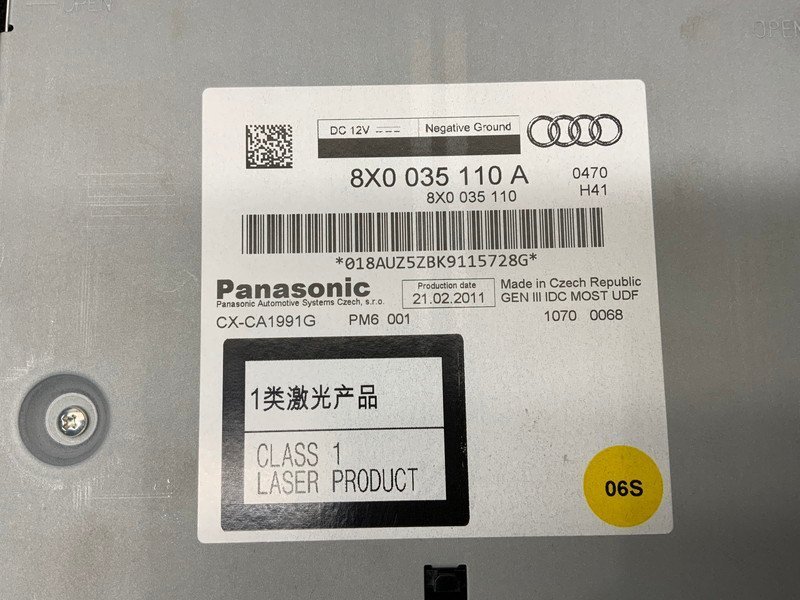 OPEN
OPEN
DC 12V
Negative Ground
8X0 035 110 A
0470
8X0 035 110
H41
*018AUZ5ZBK9115728G*
Panasonic
Panasonic Automotive Systems Czech, s.r.o.
Production date
21.02.2011
Made in Czech Republic
GEN III IDC MOST UDF
CX-CA1991G
PM6 001
1070 0068
1类激光产品
CLASS 1
LASER PRODUCT
06S